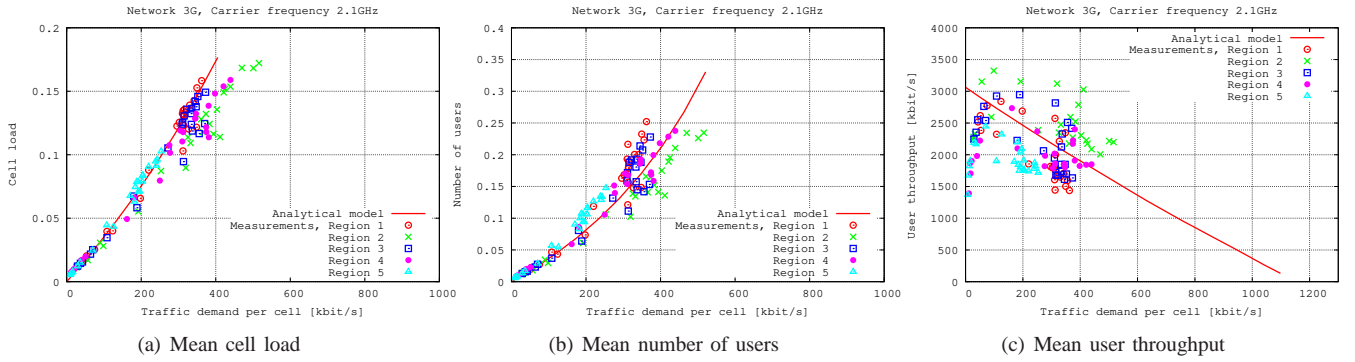 Network 3G, Carrier frequency 2.1GHz
0.2
0.15
0.1
0.05
0
Cell load
Analytical model
Measurements, Region 1
Region 2
Region 3
Region 4
Region 5
0 200 400 600 800 1000
Traffic demand per cell [kbit/s]
(a) Mean cell load
Network 3G, Carrier frequency 2.1GHz
0.4
0.35
0.3
0.25
0.2
0.15
0.1
0.05
0
Number of users
Analytical model
Measurements, Region 1
Region 2
Region 3
Region 4
Region 5
0 200 400 600 800 1000
Traffic demand per cell [kbit/s]
(b) Mean number of users
Network 3G, Carrier frequency 2.1GHz
4000
3500
3000
2500
2000
1500
1000
500
0
User throughput [kbit/s]
Analytical model
Measurements, Region 1
Region 2
Region 3
Region 4
Region 5
0 200 400 600 800 1000 1200
Traffic demand per cell [kbit/s]
(c) Mean user throughput